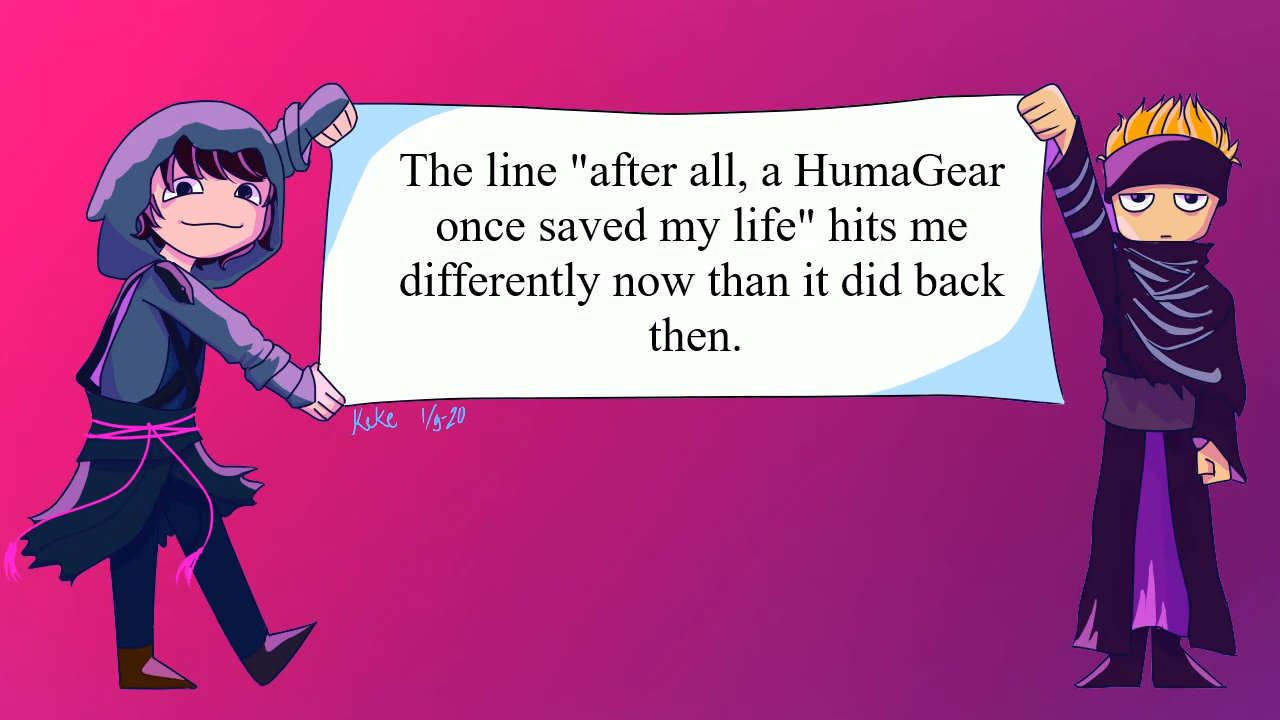 The line "after all, a HumaGear
once saved my life" hits me
differently now than it did back
then.
KeKe 1/9-20